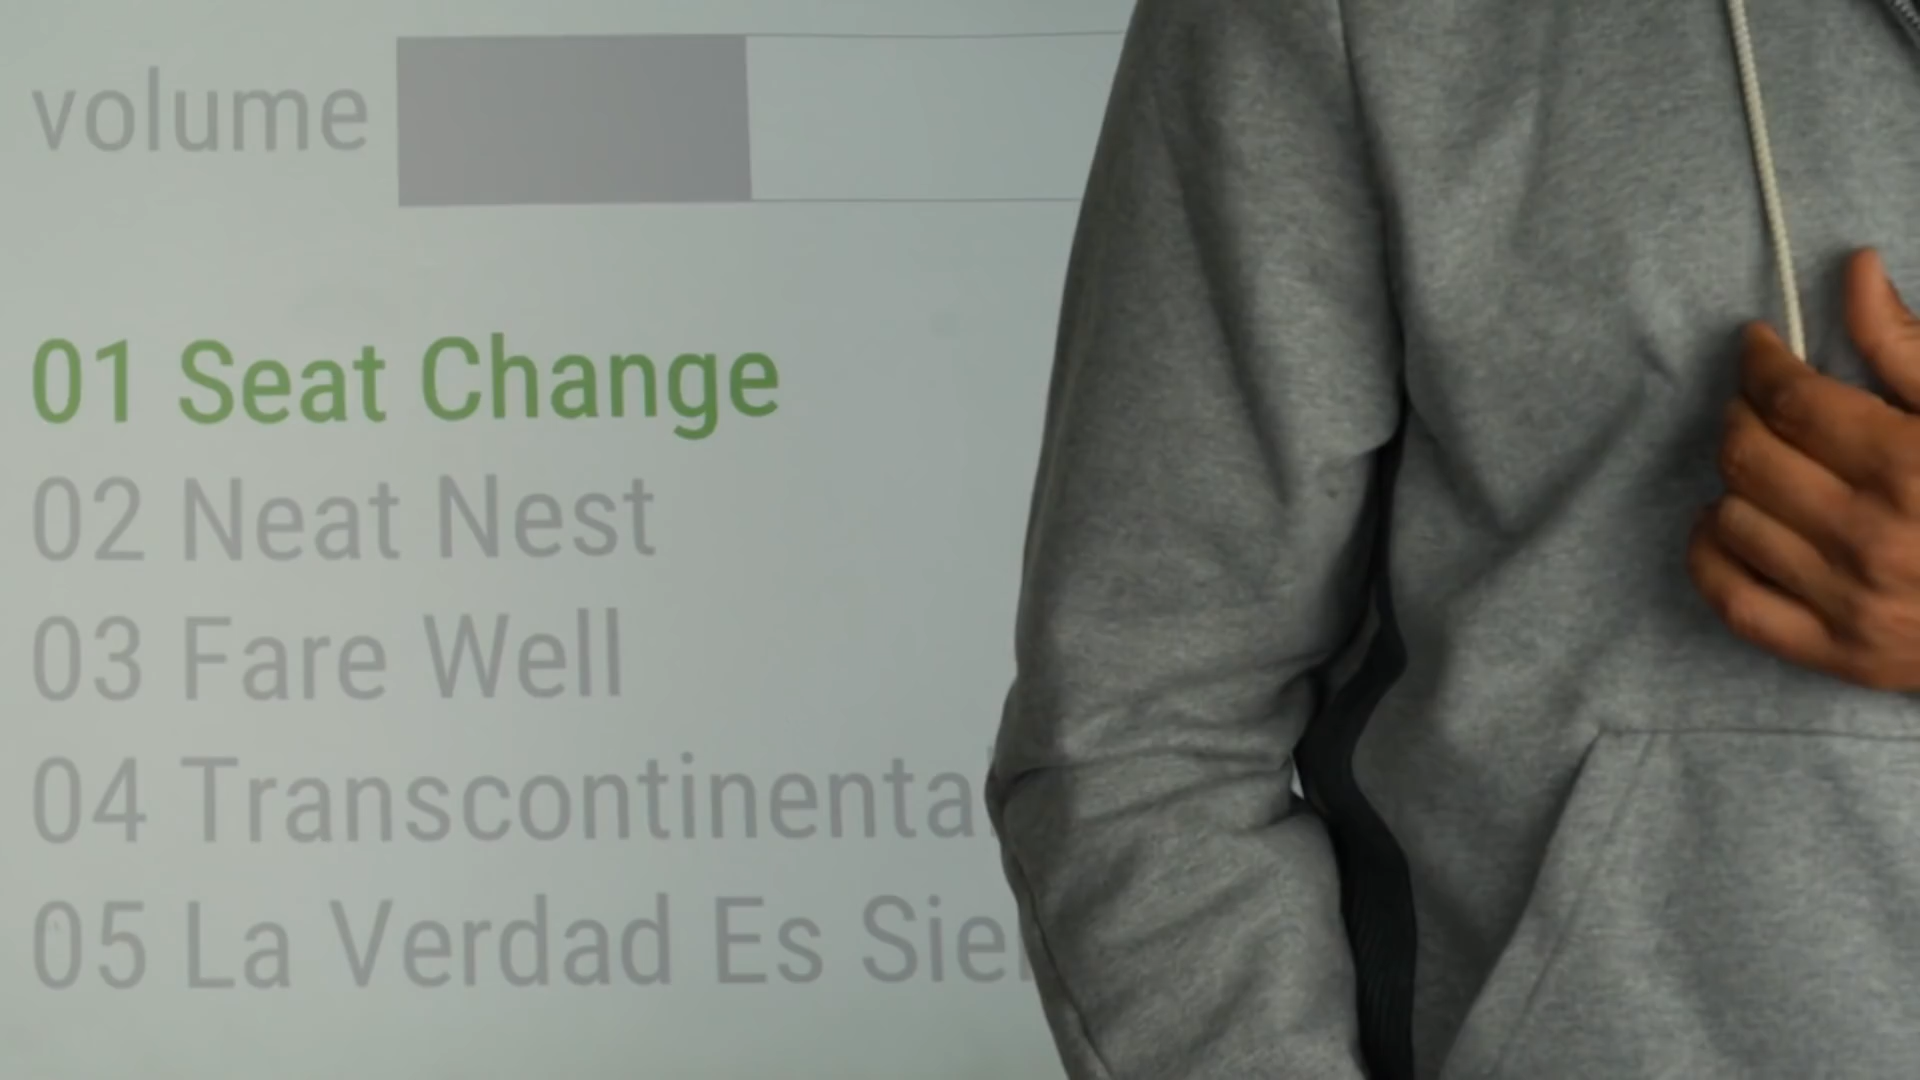 volume
01 Seat Change
02 Neat Nest
03 Fare Well
04
05 La Verdad Es